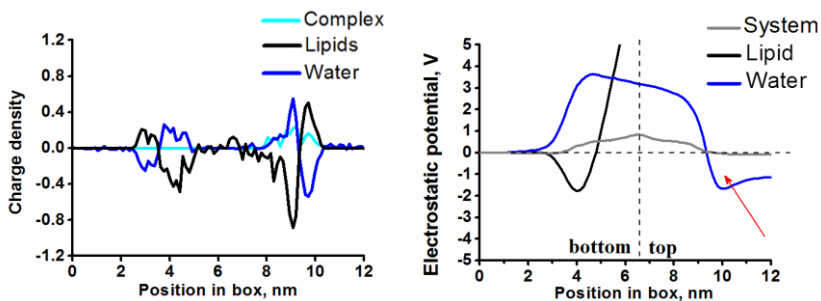 Complex
Lipids
Water
1.2
0.8
0.4
0.0
-0.4
-0.8
-1.2
Charge density
0 2 4 6 8 10 12
Position in box, nm
System
Lipid
Water
5
4
3
2
1
0
-1
-2
-3
-4
-5
Electrostatic potential, V
bottom top
0 2 4 6 8 10 12
Position in box, nm